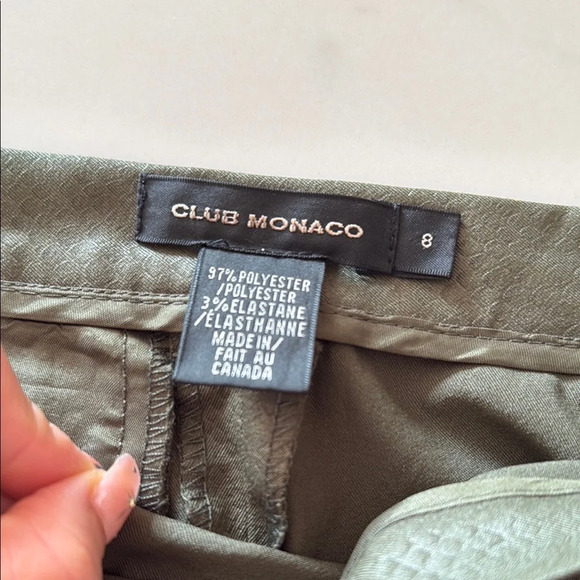 CLUB MONACO
8
97% POLYESTER
/POLYESTER
3% ELASTANE
/ÉLASTHANNE
MADE IN/
FAIT AU
CANADA